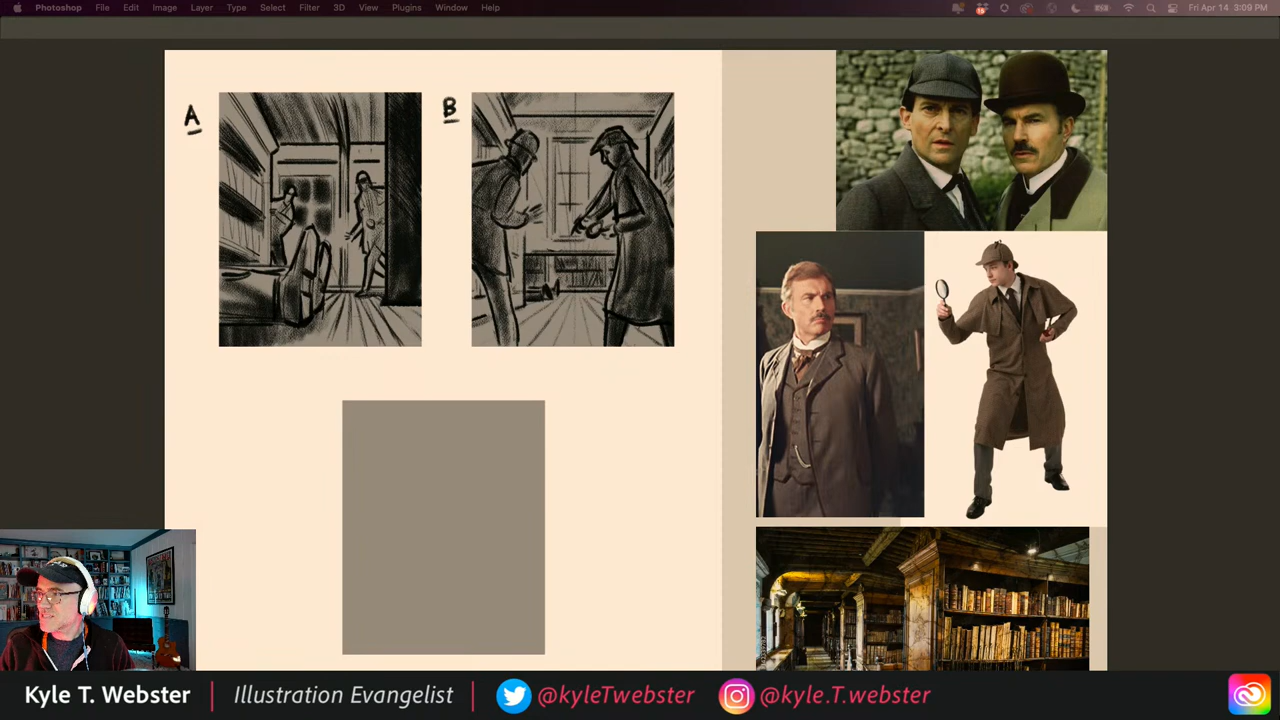 Photoshop File Edit Image Layer Type Select Filter 3D View Plugins Window Help
Fri Apr 14 3:09 PM
A
B
Kyle T. Webster | Illustration Evangelist | @kyleTwebster @kyle.T.webster